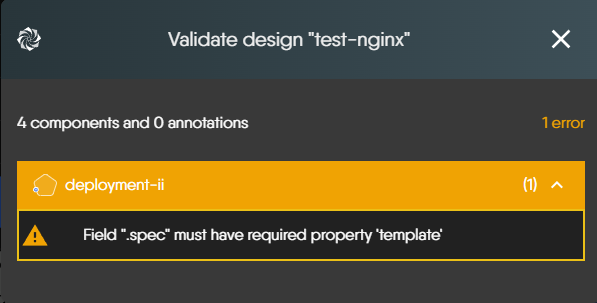 Validate design "test-nginx"
4 components and 0 annotations
1 error
deployment-ii
(1)
Field ".spec" must have required property 'template'